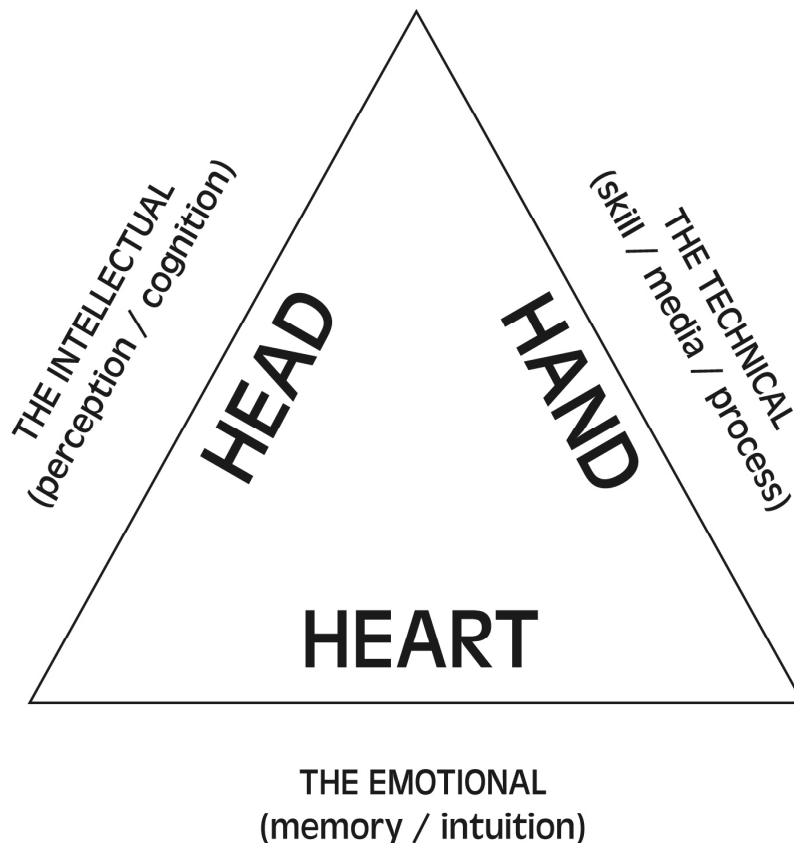 THE INTELLECTUAL
(perception / cognition)
HEAD
HAND
THE TECHNICAL
(skill / media / process)
HEART
THE EMOTIONAL
(memory / intuition)